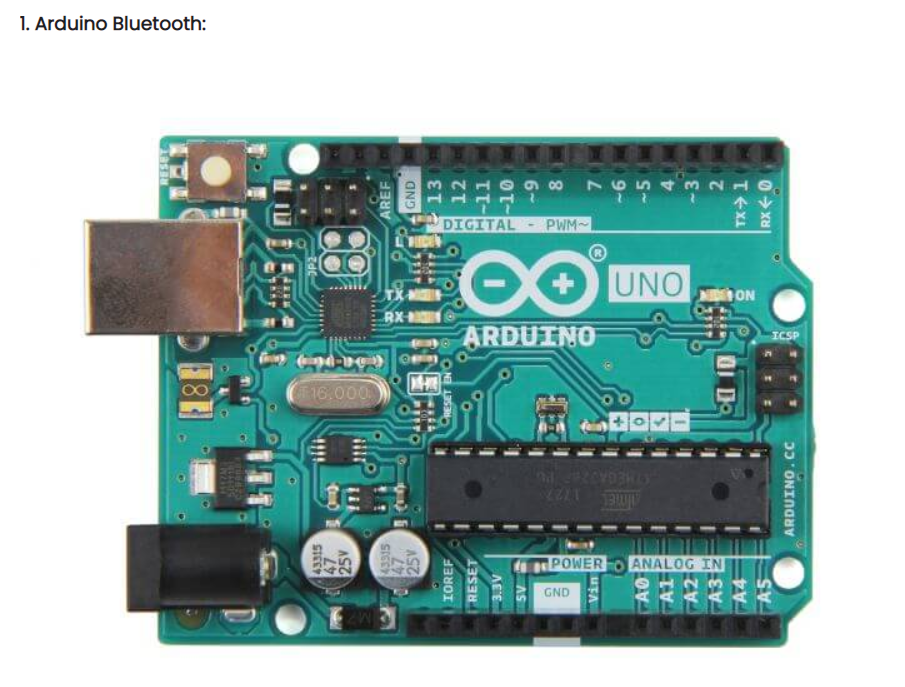 1. Arduino Bluetooth:
RESET
AREF
GND
13
12
~11
~10
~9
8
7
~6
~5
4
~3
2
TX→1
RX←0
DIGITAL - PWM~
JP2
L
TX
RX
®
UNO
ON
ARDUINO
ICSP
16,000
RESET EN
ARDUINO.CC
43315
47
25V
43315
47
25V
POWER
ANALOG IN
IOREF
RESET
3.3V
5V
GND
Vin
A0
A1
A2
A3
A4
A5